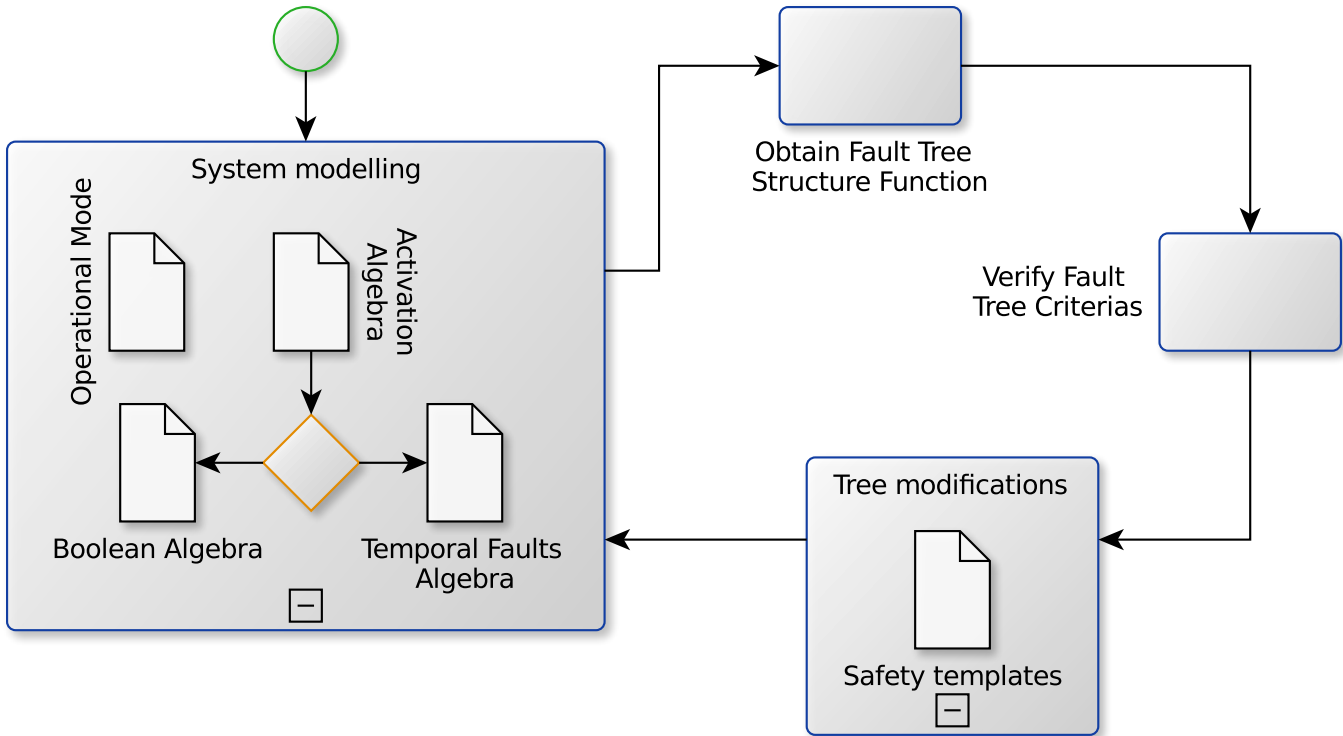 System modelling
Operational Mode
Activation
Algebra
Boolean Algebra
Temporal Faults
Algebra
Obtain Fault Tree
Structure Function
Verify Fault
Tree Criterias
Tree modifications
Safety templates